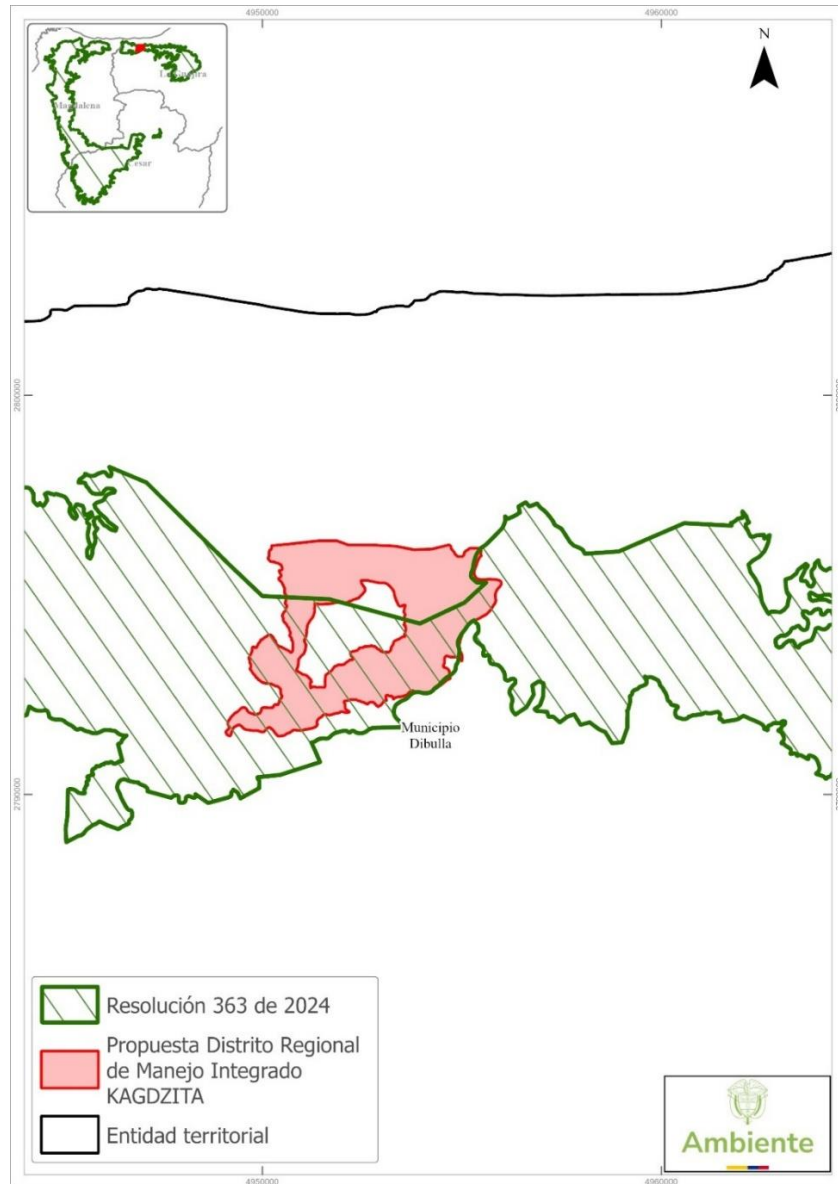 4950000
4960000
N
La Guajira
Magdalena
Cesar
2800000
Municipio
Dibulla
2790000
Resolución 363 de 2024
Propuesta Distrito Regional
de Manejo Integrado
KAGDZITA
Entidad territorial
Ambiente
4950000
4960000